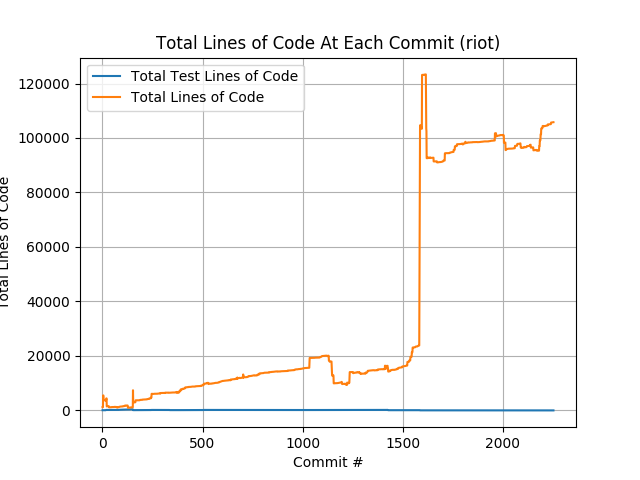 Total Lines of Code At Each Commit (riot)
Total Test Lines of Code
Total Lines of Code
120000
100000
80000
60000
40000
20000
0
Total Lines of Code
0 500 1000 1500 2000
Commit #